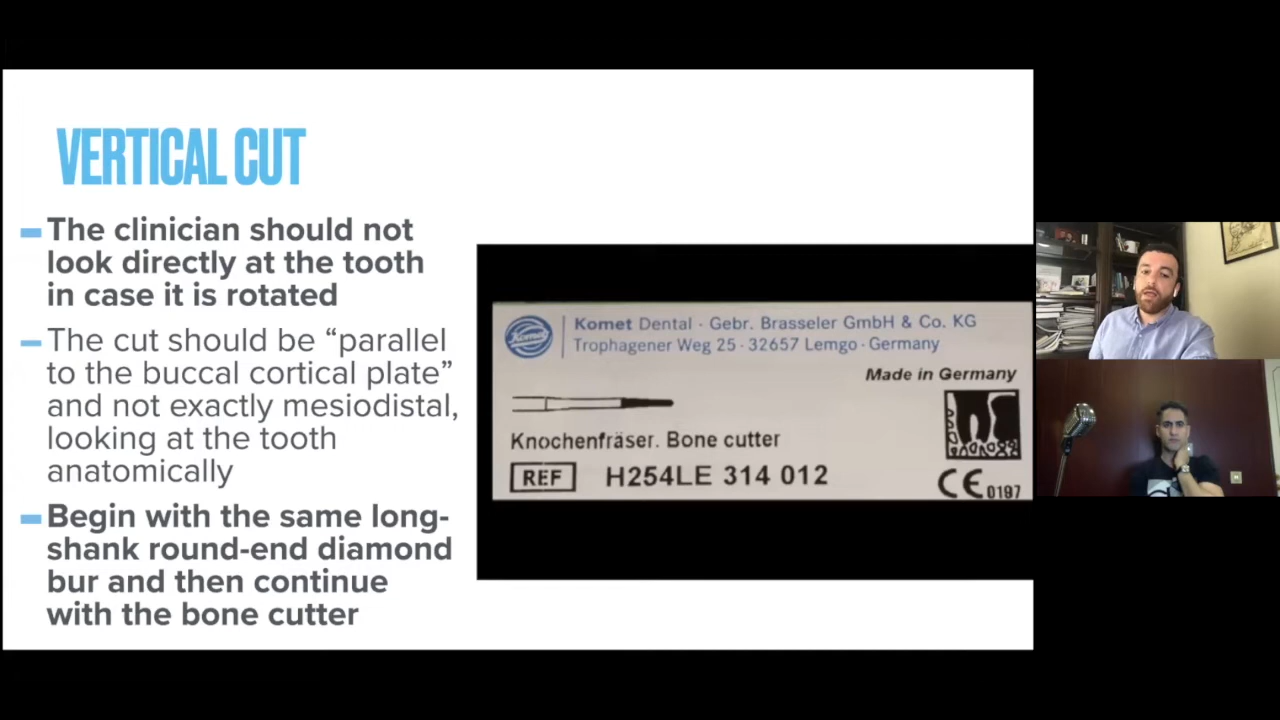 VERTICAL CUT
The clinician should not
look directly at the tooth
in case it is rotated
The cut should be “parallel
to the buccal cortical plate”
and not exactly mesiodistal,
looking at the tooth
anatomically
Begin with the same long-
shank round-end diamond
bur and then continue
with the bone cutter
Komet
Komet Dental · Gebr. Brasseler GmbH & Co. KG
Trophagener Weg 25 · 32657 Lemgo · Germany
Made in Germany
Knochenfräser. Bone cutter
REF H254LE 314 012
CE 0197